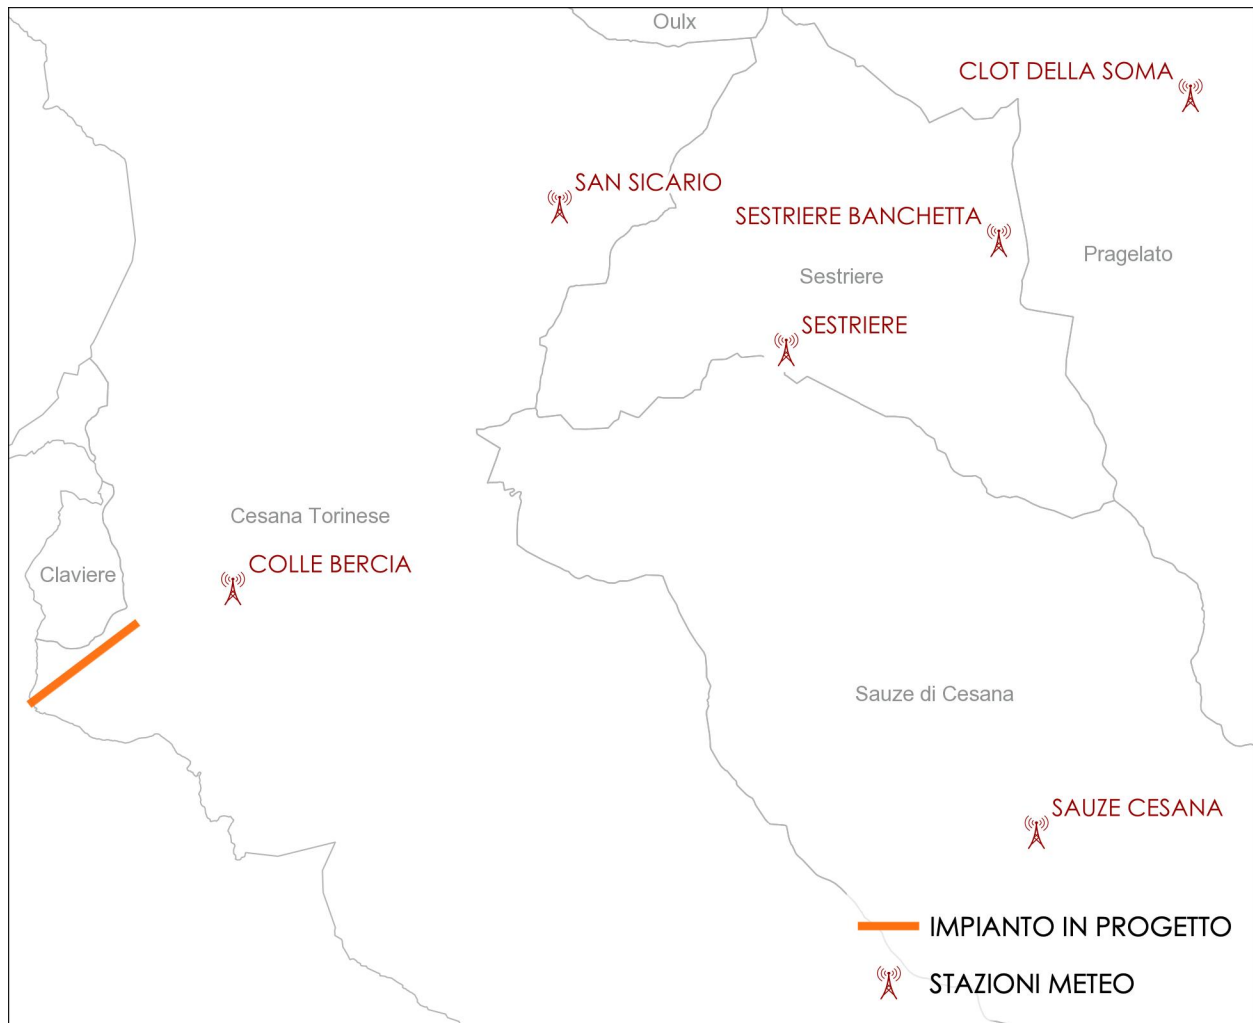 Oulx
CLOT DELLA SOMA
SAN SICARIO
SESTRIERE BANCHETTA
Pragelato
Sestriere
SESTRIERE
Cesana Torinese
COLLE BERCIA
Claviere
Sauze di Cesana
SAUZE CESANA
IMPIANTO IN PROGETTO
STAZIONI METEO